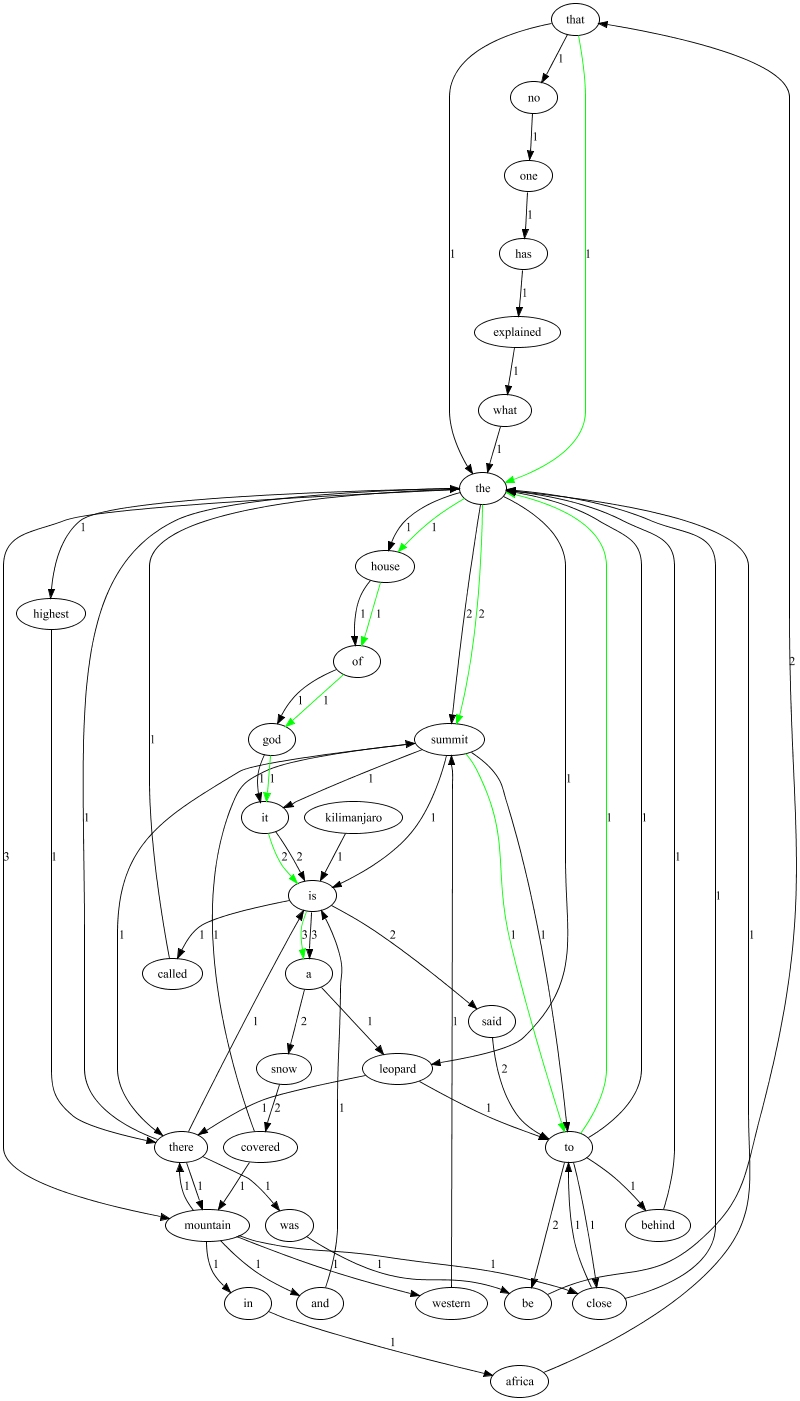 that
1
no
1
one
1
1
1
has
1
explained
1
what
1
the
1
1
1
house
highest
1
1
2
2
of
2
1
1
god
summit
1
1
1
1
1
it
kilimanjaro
1
1
3
1
2
2
1
1
1
is
1
3
3
2
1
1
1
1
1
called
a
2
1
said
1
1
snow
leopard
2
2
1
1
1
there
covered
to
1
1
1
1
1
2
1
1
mountain
was
behind
1
1
1
1
1
in
and
western
be
close
1
africa